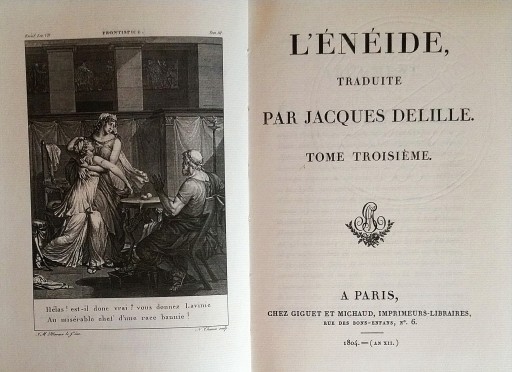 FRONTISPICE.
Hélas! est-il donc vrai? vous donnez Lavinie
Au misérable chef d'une race bannie!
L'ÉNÉIDE,
TRADUITE
PAR JACQUES DELILLE.
TOME TROISIÈME.
A PARIS,
CHEZ GIGUET ET MICHAUD, IMPRIMEURS-LIBRAIRES,
RUE DES BONS-ENFANS, N°. 6.
1804.—(AN XII.)